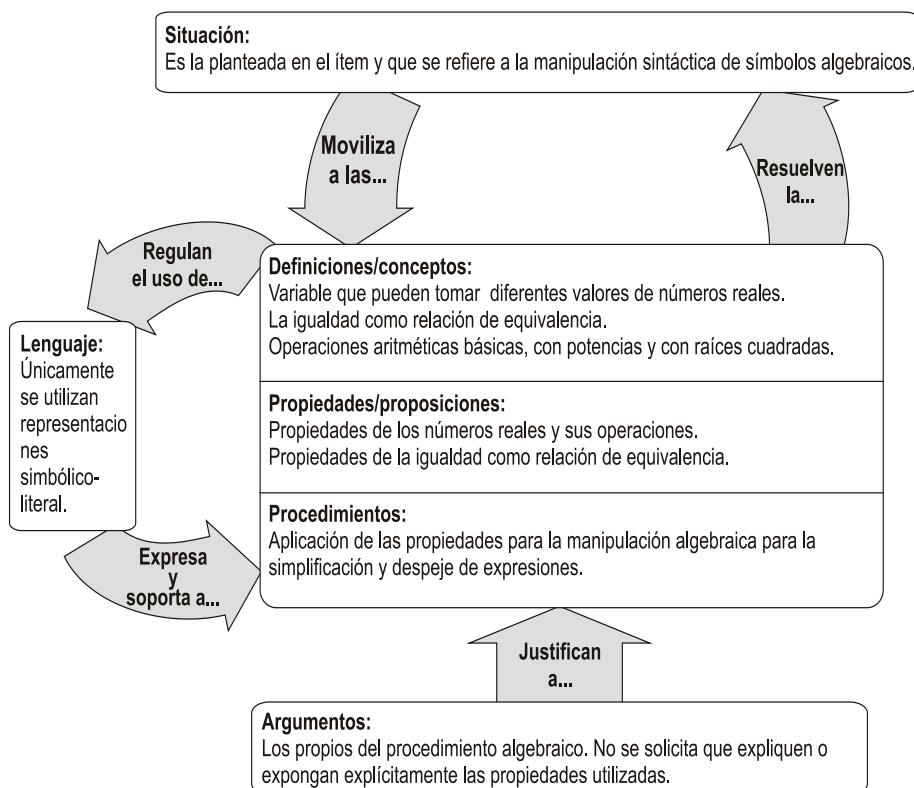 Situación:
Es la planteada en el ítem y que se refiere a la manipulación sintáctica de símbolos algebraicos.
Moviliza
a las...
Resuelven
la...
Regulan
el uso de...
Definiciones/conceptos:
Variable que pueden tomar diferentes valores de números reales.
La igualdad como relación de equivalencia.
Operaciones aritméticas básicas, con potencias y con raíces cuadradas.
Lenguaje:
Únicamente
se utilizan
representacio
nes
simbólico-
literal.
Propiedades/proposiciones:
Propiedades de los números reales y sus operaciones.
Propiedades de la igualdad como relación de equivalencia.
Procedimientos:
Aplicación de las propiedades para la manipulación algebraica para la
simplificación y despeje de expresiones.
Expresa
y
soporta a...
Justifican
a...
Argumentos:
Los propios del procedimiento algebraico. No se solicita que expliquen o
expongan explícitamente las propiedades utilizadas.